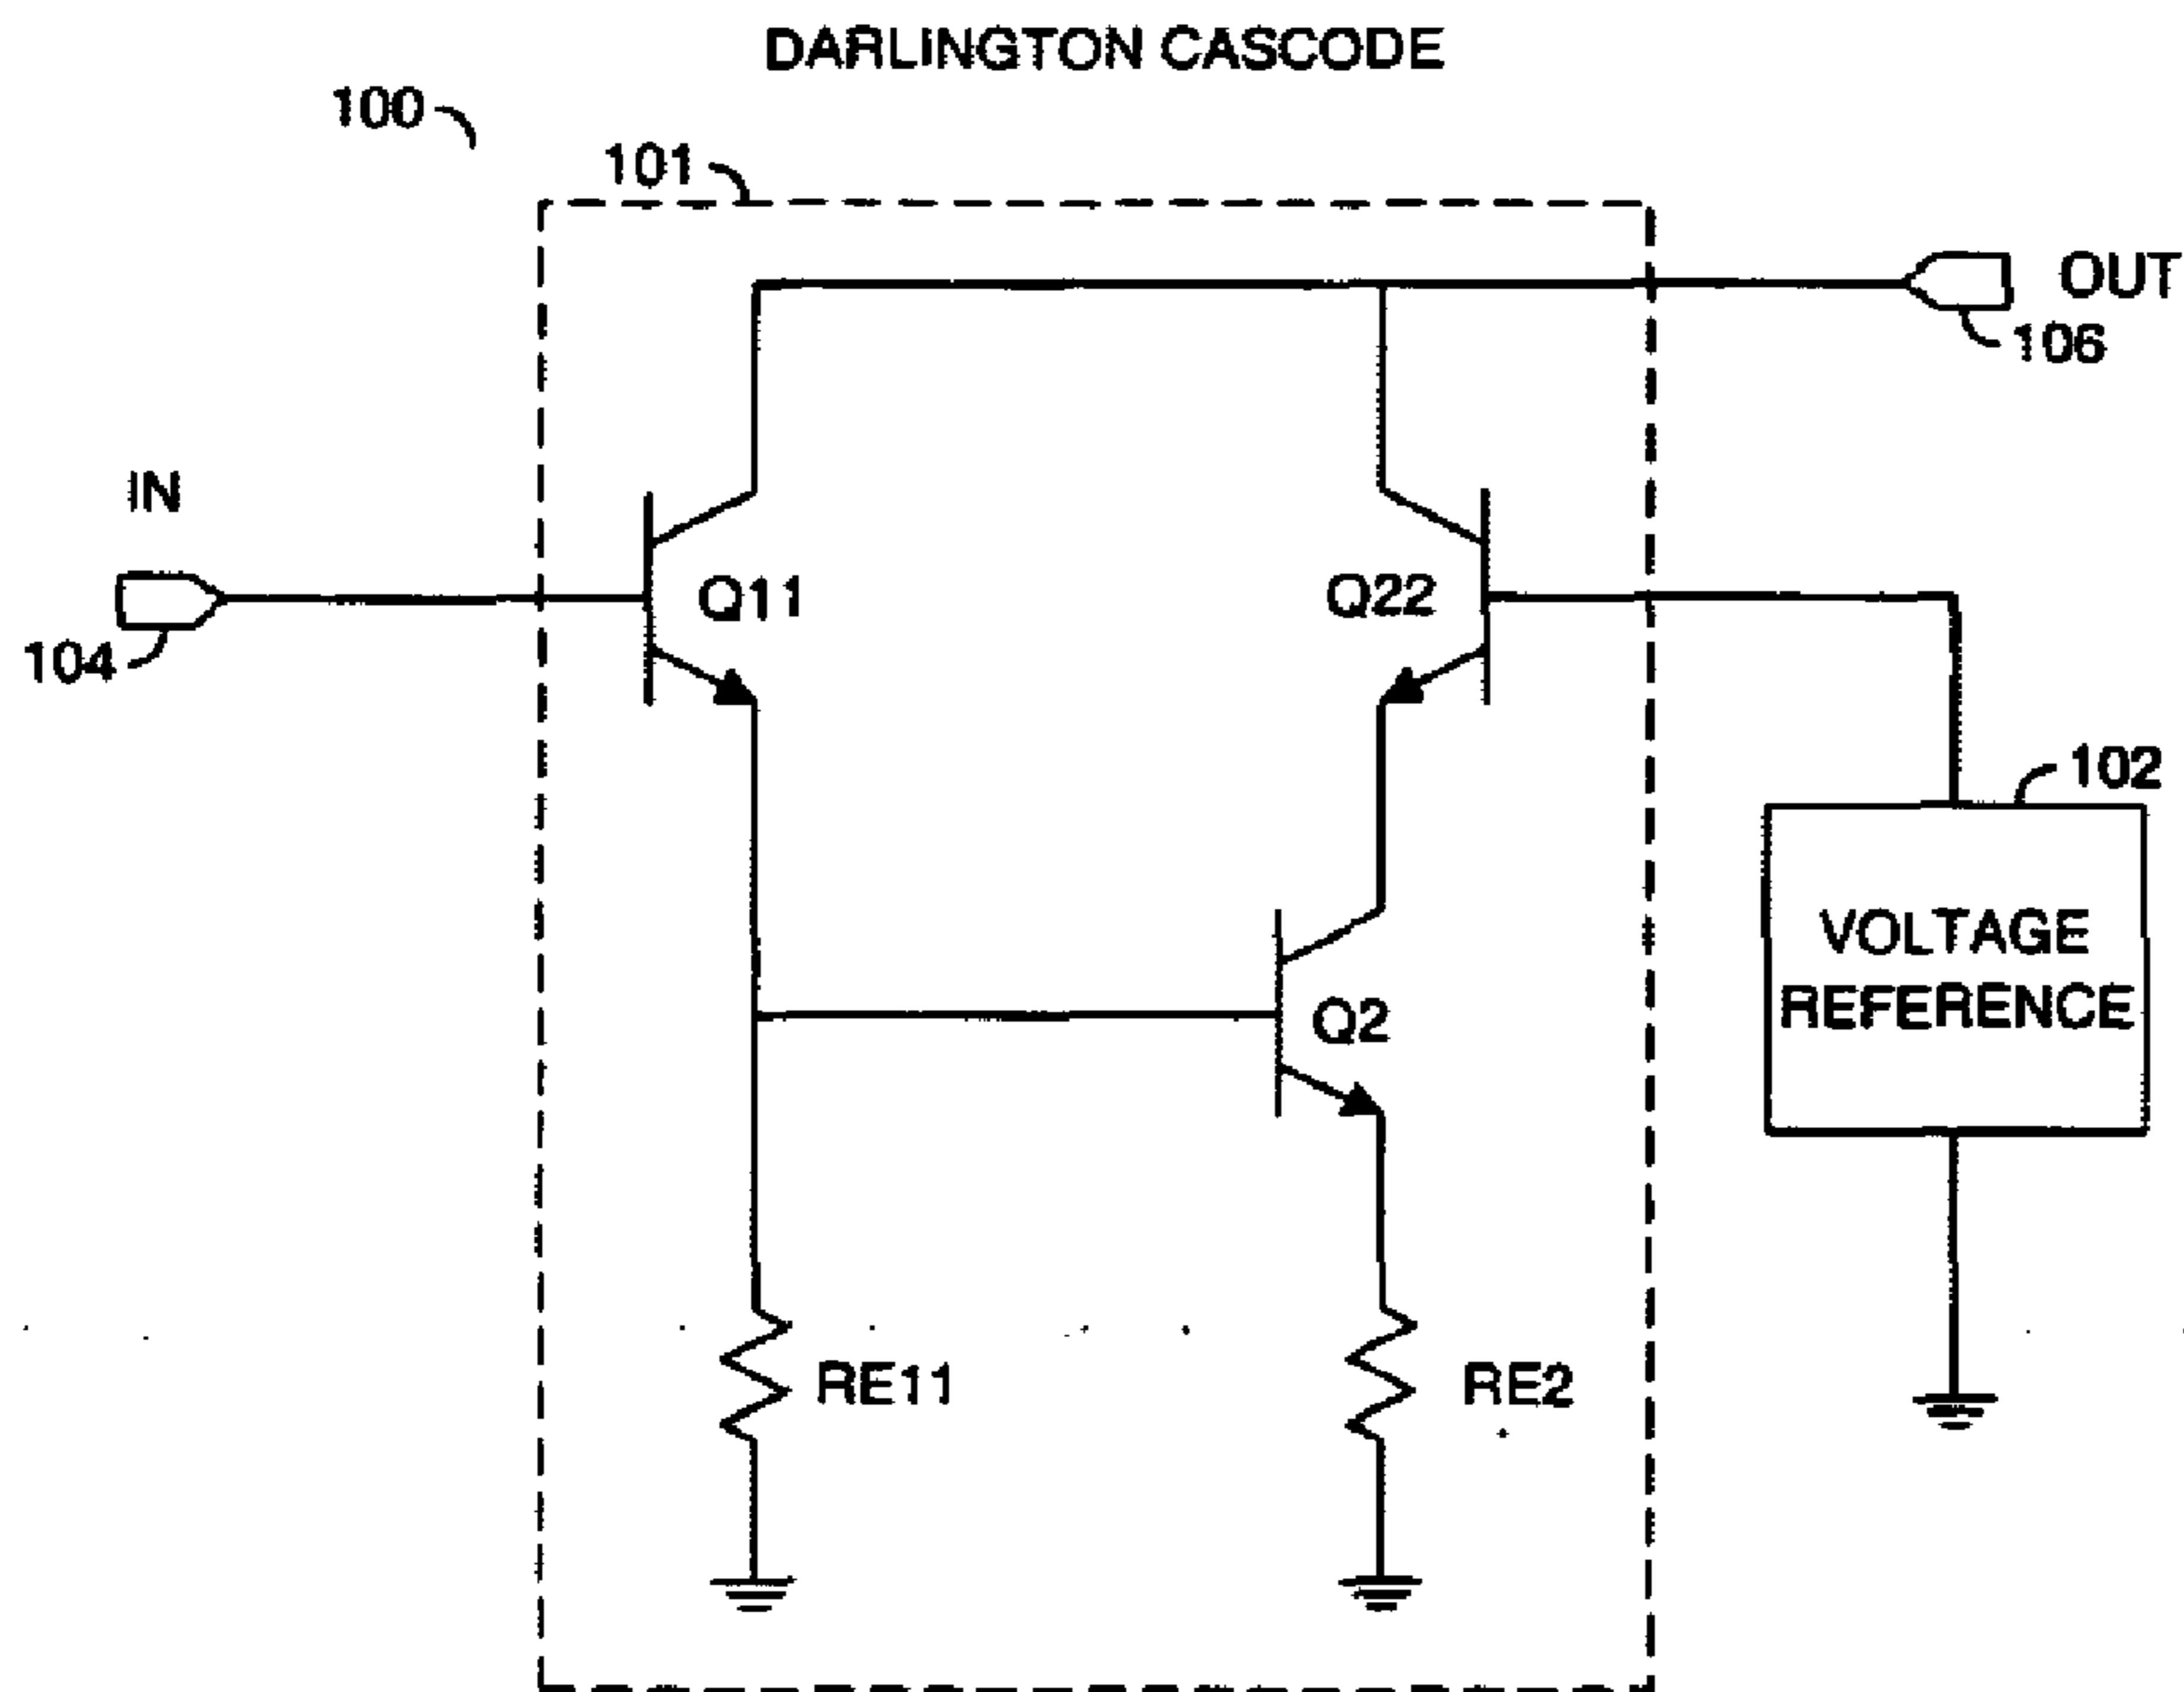 DARLINGTON CASCODE
100
101
OUT
106
IN
104
Q11
Q22
102
VOLTAGE
REFERENCE
Q2
RE11
RE2